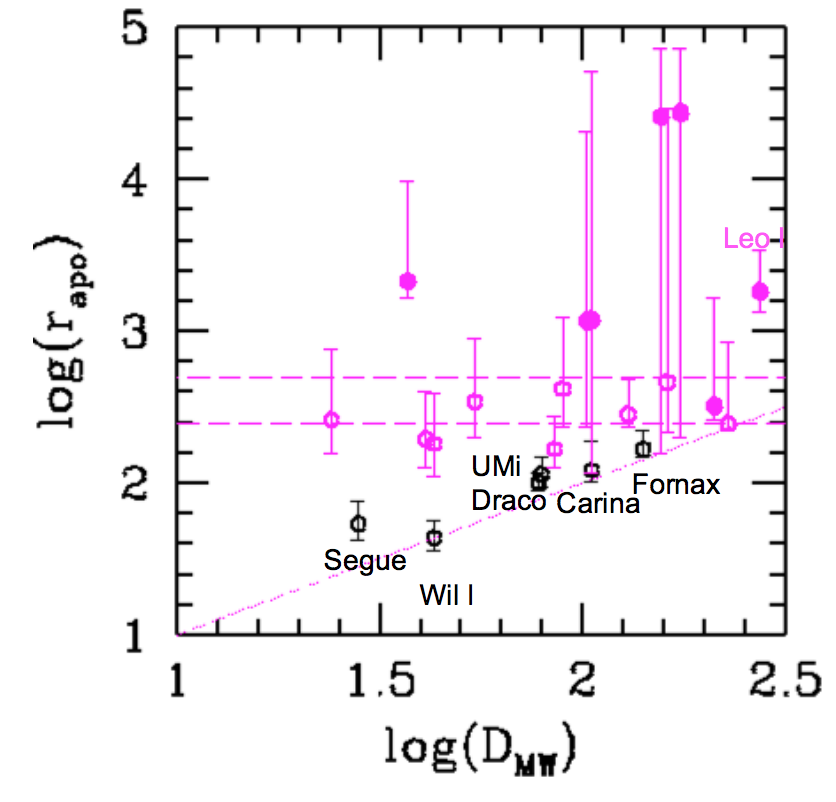 5
4
3
2
1
log(r_apo)
Leo I
UMi
Draco
Carina
Fornax
Segue
Wil I
1
1.5
2
2.5
log(D_MW)